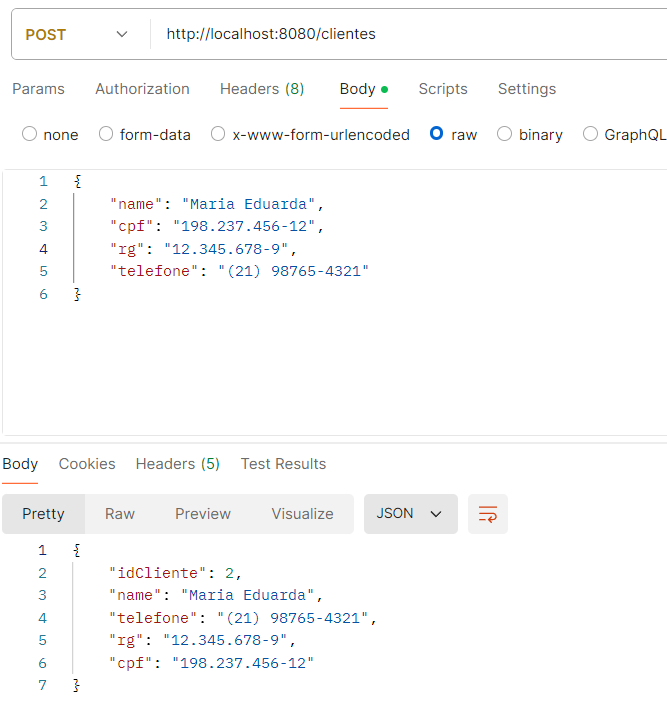 POST http://localhost:8080/clientes
Params Authorization Headers (8) Body Scripts Settings
none form-data x-www-form-urlencoded raw binary GraphQL
1 {
2 "name": "Maria Eduarda",
3 "cpf": "198.237.456-12",
4 "rg": "12.345.678-9",
5 "telefone": "(21) 98765-4321"
6 }
Body Cookies Headers (5) Test Results
Pretty Raw Preview Visualize JSON
1 {
2 "idCliente": 2,
3 "name": "Maria Eduarda",
4 "telefone": "(21) 98765-4321",
5 "rg": "12.345.678-9",
6 "cpf": "198.237.456-12"
7 }